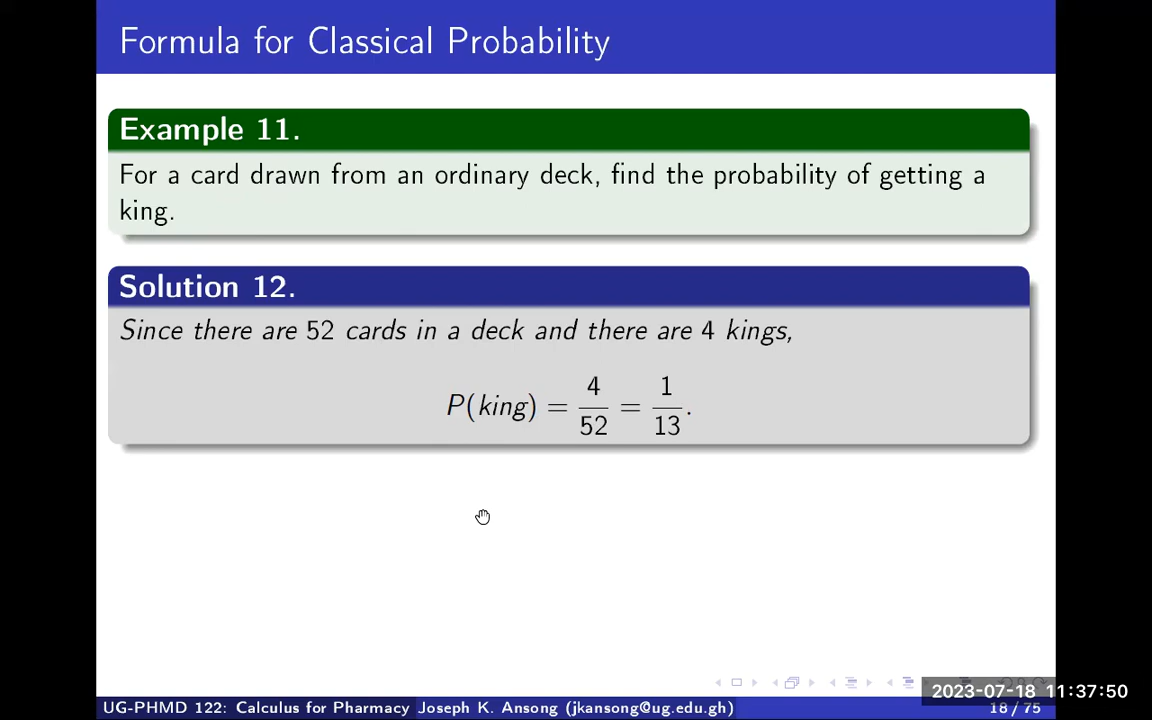 Formula for Classical Probability
Example 11.
For a card drawn from an ordinary deck, find the probability of getting a
king.
Solution 12.
Since there are 52 cards in a deck and there are 4 kings,
P(king) = 4/52 = 1/13.
2023-07-18 11:37:50
UG-PHMD 122: Calculus for Pharmacy Joseph K. Ansong (jkansong@ug.edu.gh) 18 / 75